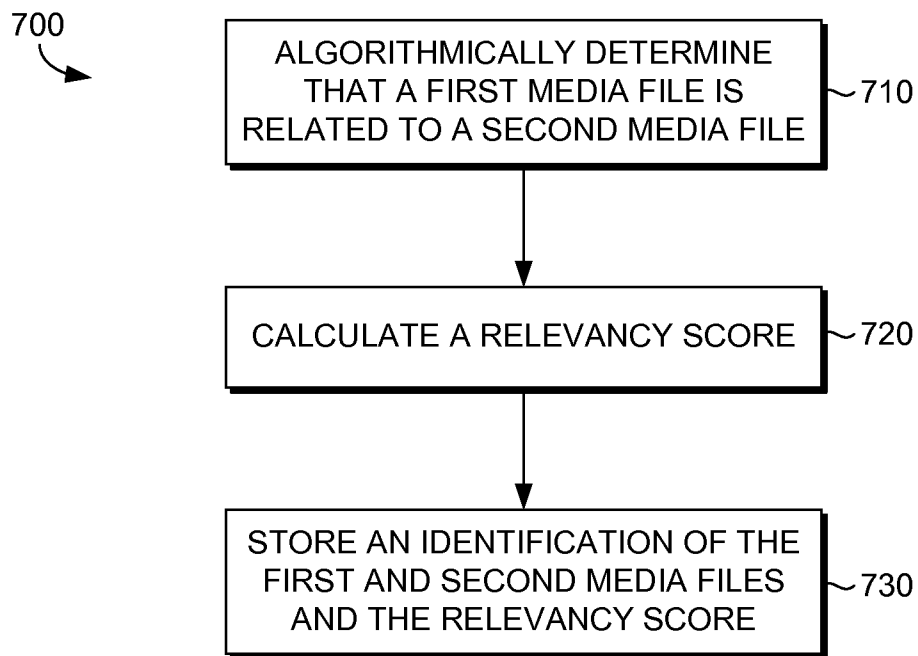 700
ALGORITHMICALLY DETERMINE
THAT A FIRST MEDIA FILE IS
RELATED TO A SECOND MEDIA FILE
710
CALCULATE A RELEVANCY SCORE
720
STORE AN IDENTIFICATION OF THE
FIRST AND SECOND MEDIA FILES
AND THE RELEVANCY SCORE
730